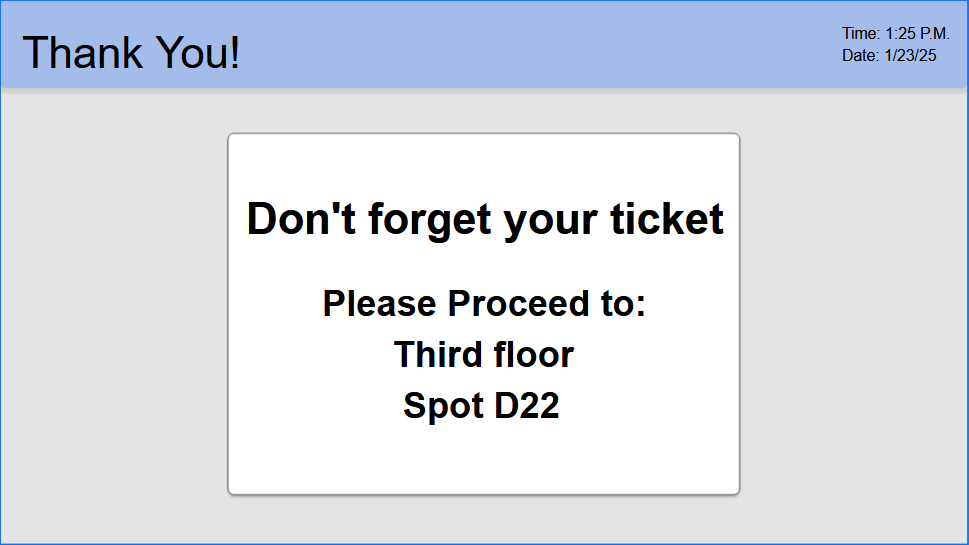 Thank You!
Time: 1:25 P.M.
Date: 1/23/25
Don't forget your ticket
Please Proceed to:
Third floor
Spot D22